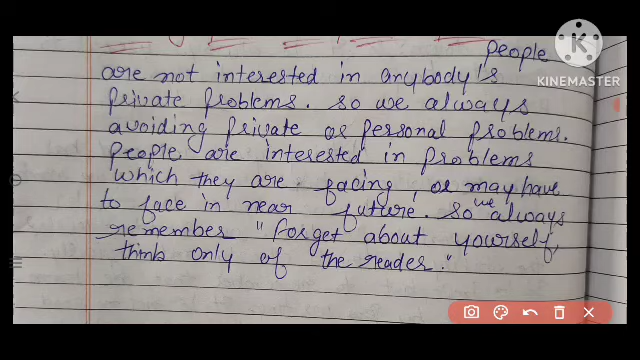 People
KINEMASTER
are not interested in anybody's
private problems. So we always
avoiding private or personal problems.
People are interested in problems
which they are facing, or may have
to face in near future. So we always
remember "Forget about yourself,
think only of the reader."